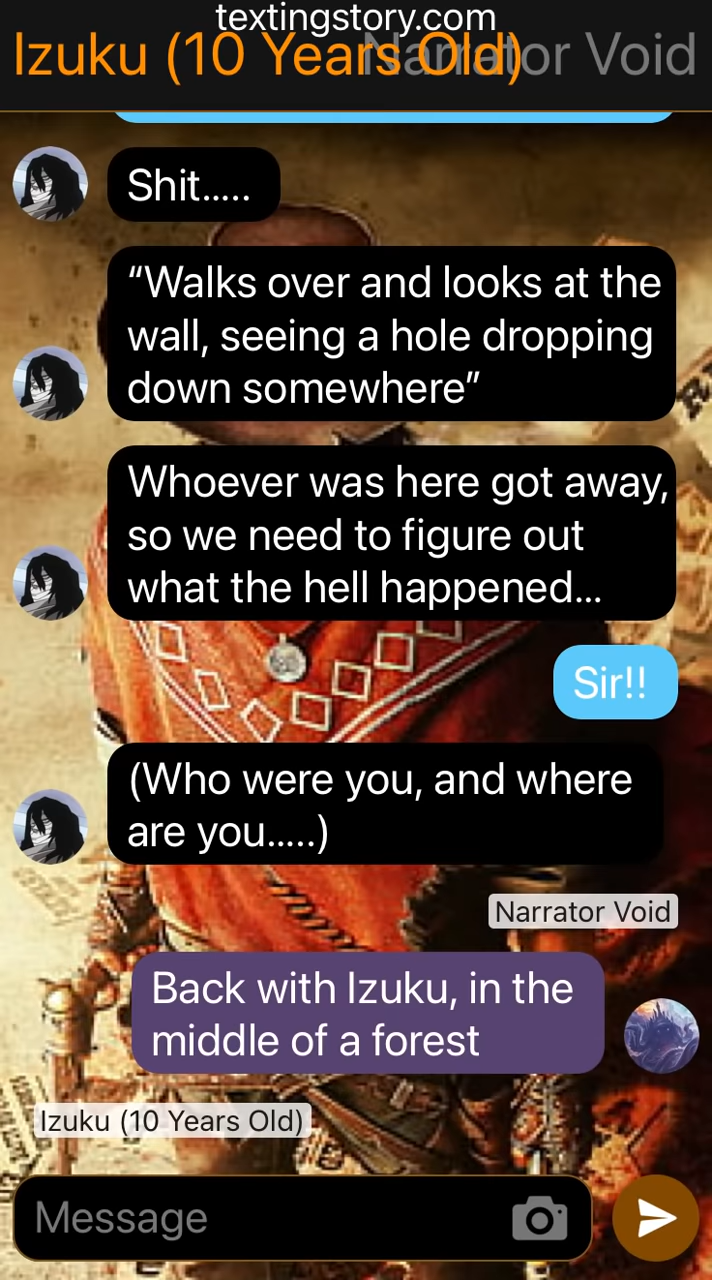 textingstory.com
Izuku (10 Years Old)
Narrator Void
Shit.....
“Walks over and looks at the
wall, seeing a hole dropping
down somewhere”
Whoever was here got away,
so we need to figure out
what the hell happened...
Sir!!
(Who were you, and where
are you.....)
Narrator Void
Back with Izuku, in the
middle of a forest
Izuku (10 Years Old)
Message